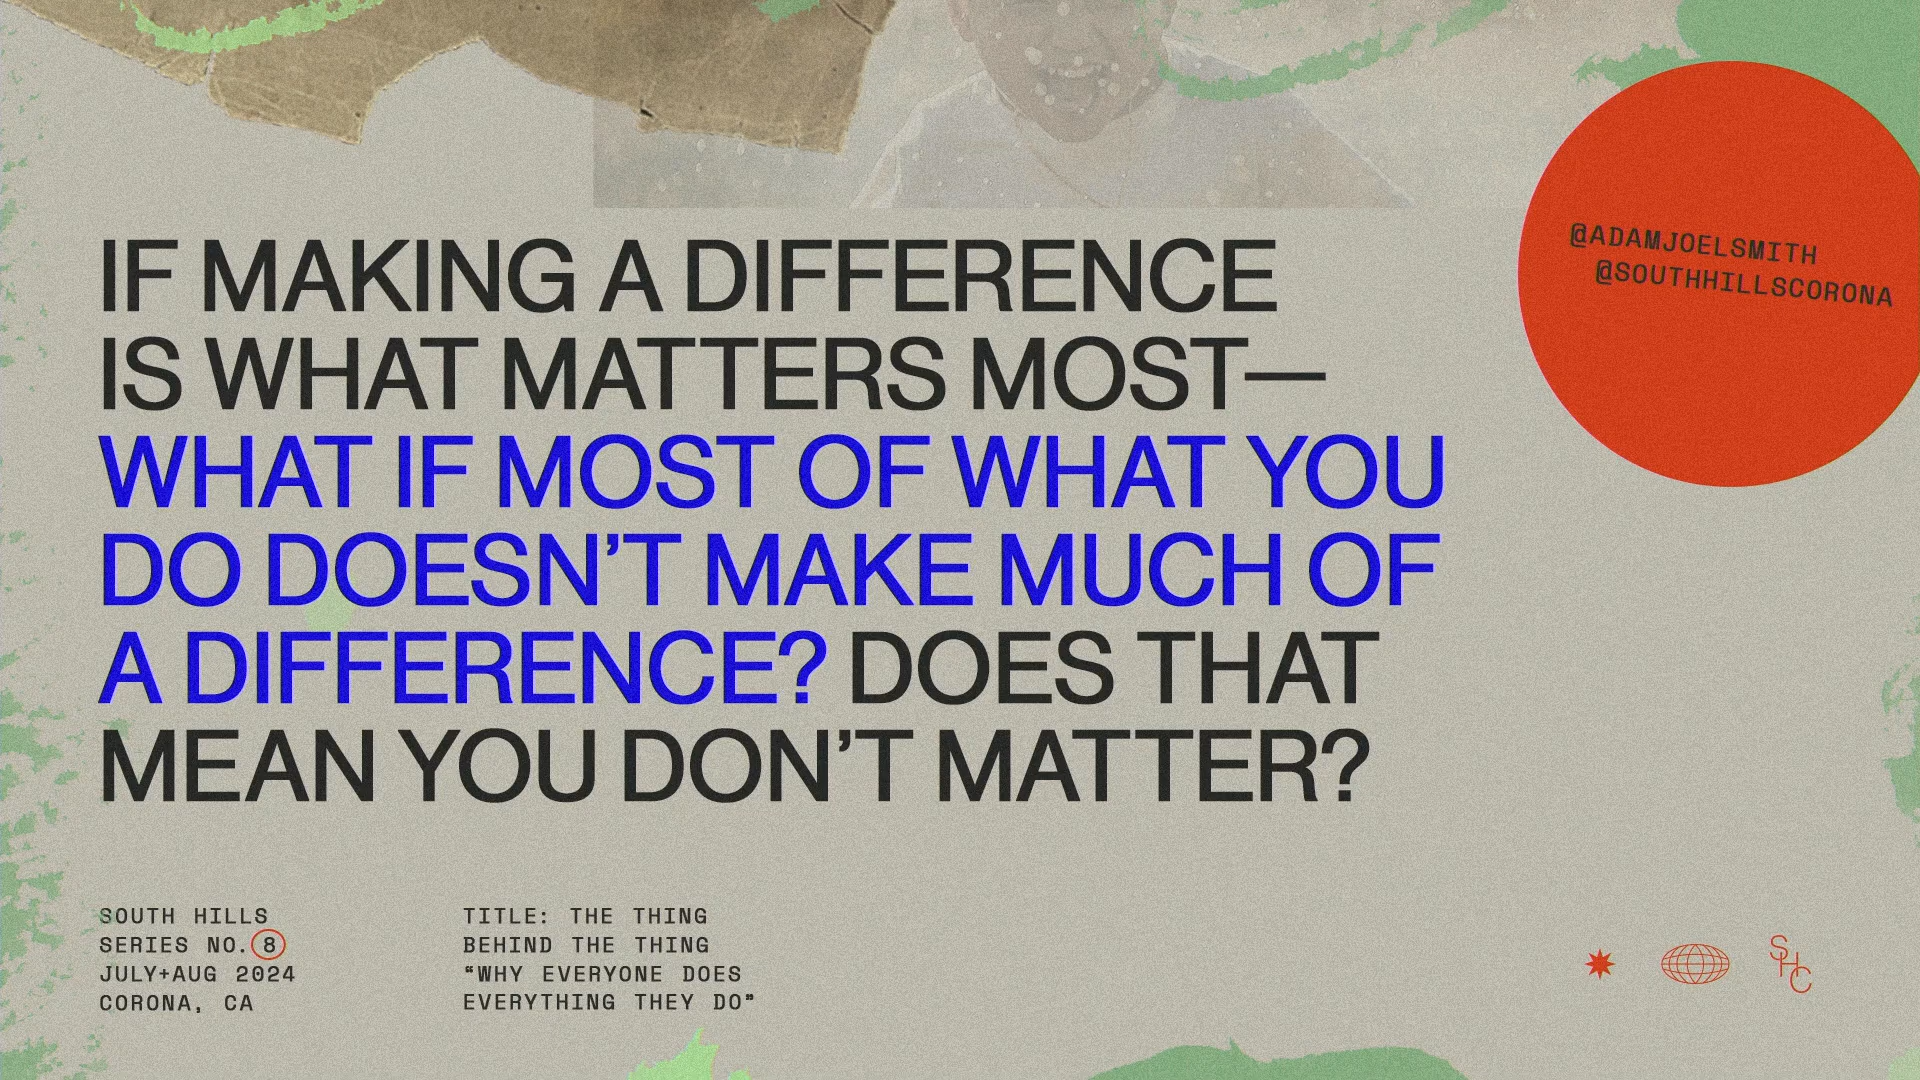 @ADAMJOELSMITH
@SOUTHHILLSCORONA
IF MAKING A DIFFERENCE
IS WHAT MATTERS MOST—
WHAT IF MOST OF WHAT YOU
DO DOESN’T MAKE MUCH OF
A DIFFERENCE? DOES THAT
MEAN YOU DON’T MATTER?
SOUTH HILLS
SERIES NO. 8
JULY+AUG 2024
CORONA, CA
TITLE: THE THING
BEHIND THE THING
“WHY EVERYONE DOES
EVERYTHING THEY DO”
SHC